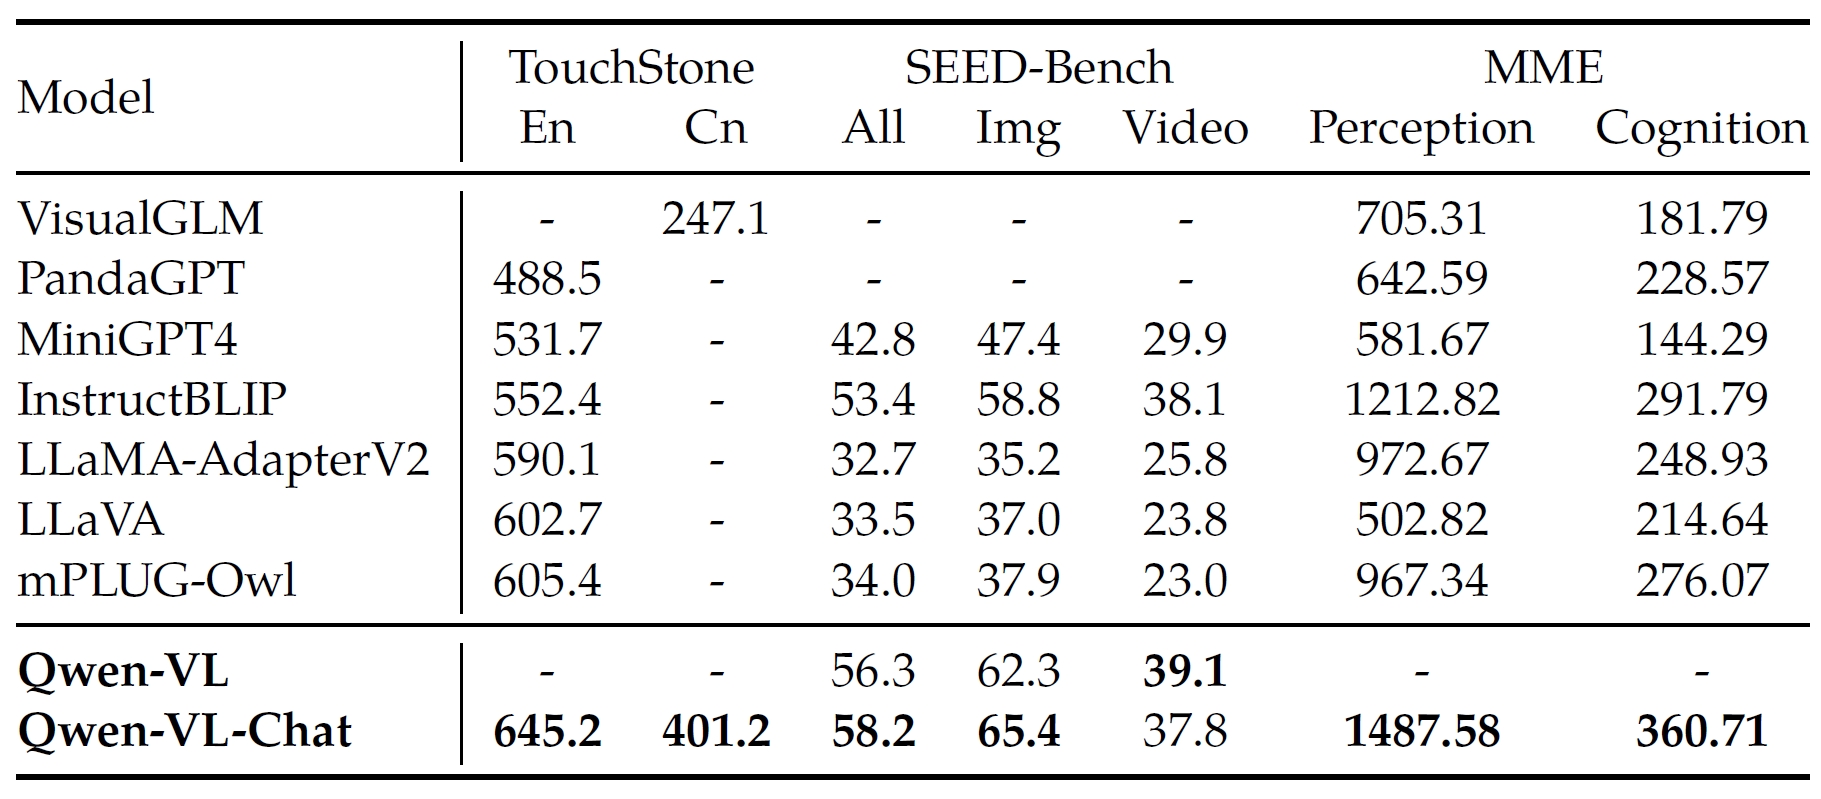 Model TouchStone SEED-Bench MME
En Cn All Img Video Perception Cognition
VisualGLM - 247.1 - - - 705.31 181.79
PandaGPT 488.5 - - - - 642.59 228.57
MiniGPT4 531.7 - 42.8 47.4 29.9 581.67 144.29
InstructBLIP 552.4 - 53.4 58.8 38.1 1212.82 291.79
LLaMA-AdapterV2 590.1 - 32.7 35.2 25.8 972.67 248.93
LLaVA 602.7 - 33.5 37.0 23.8 502.82 214.64
mPLUG-Owl 605.4 - 34.0 37.9 23.0 967.34 276.07
Qwen-VL - - 56.3 62.3 39.1 - -
Qwen-VL-Chat 645.2 401.2 58.2 65.4 37.8 1487.58 360.71